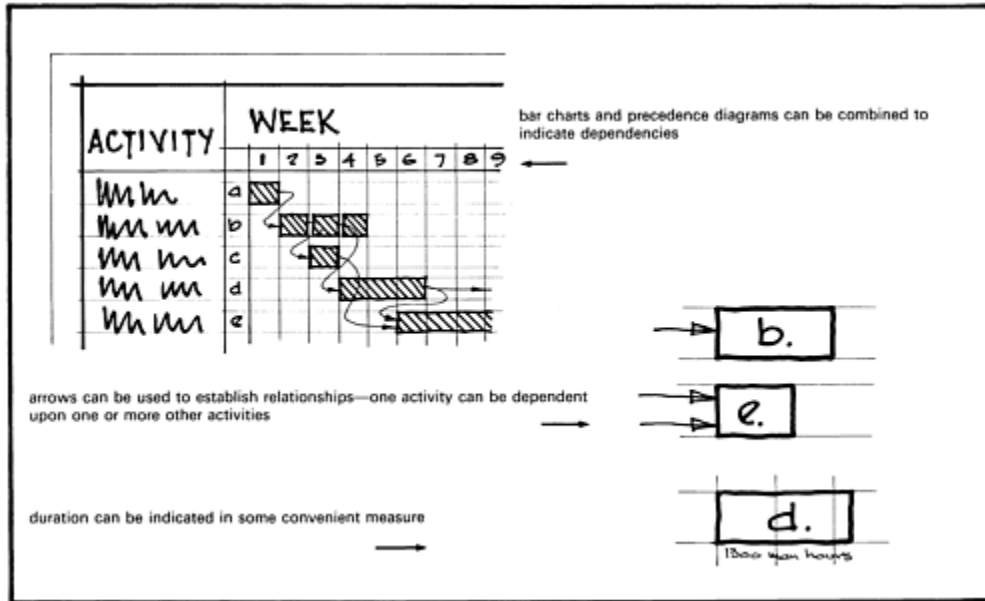 ACTIVITY
WEEK
1 2 3 4 5 6 7 8 9
a
b
c
d
e
bar charts and precedence diagrams can be combined to
indicate dependencies
b.
arrows can be used to establish relationships—one activity can be dependent
upon one or more other activities
e.
duration can be indicated in some convenient measure
d.
1300 man hours